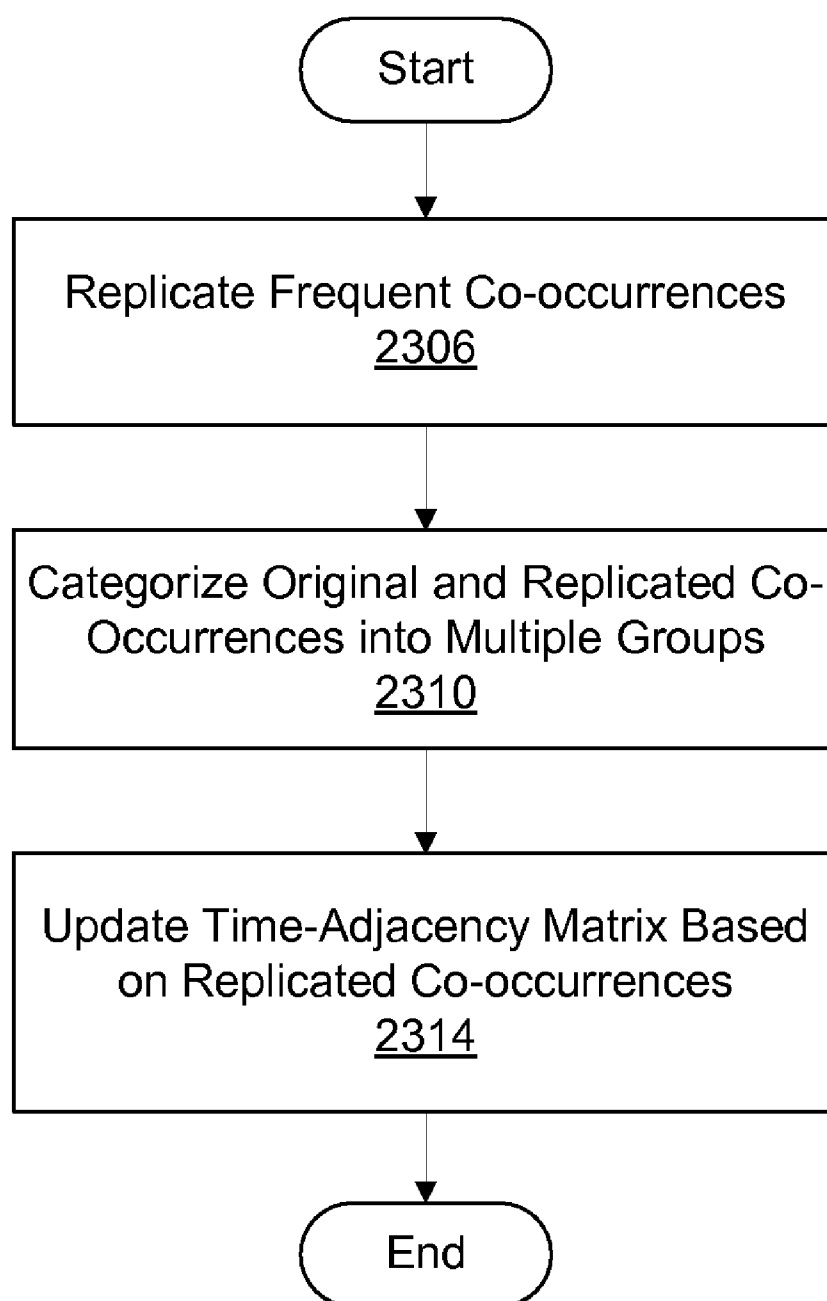 Start
Replicate Frequent Co-occurrences
2306
Categorize Original and Replicated Co-
Occurrences into Multiple Groups
2310
Update Time-Adjacency Matrix Based
on Replicated Co-occurrences
2314
End